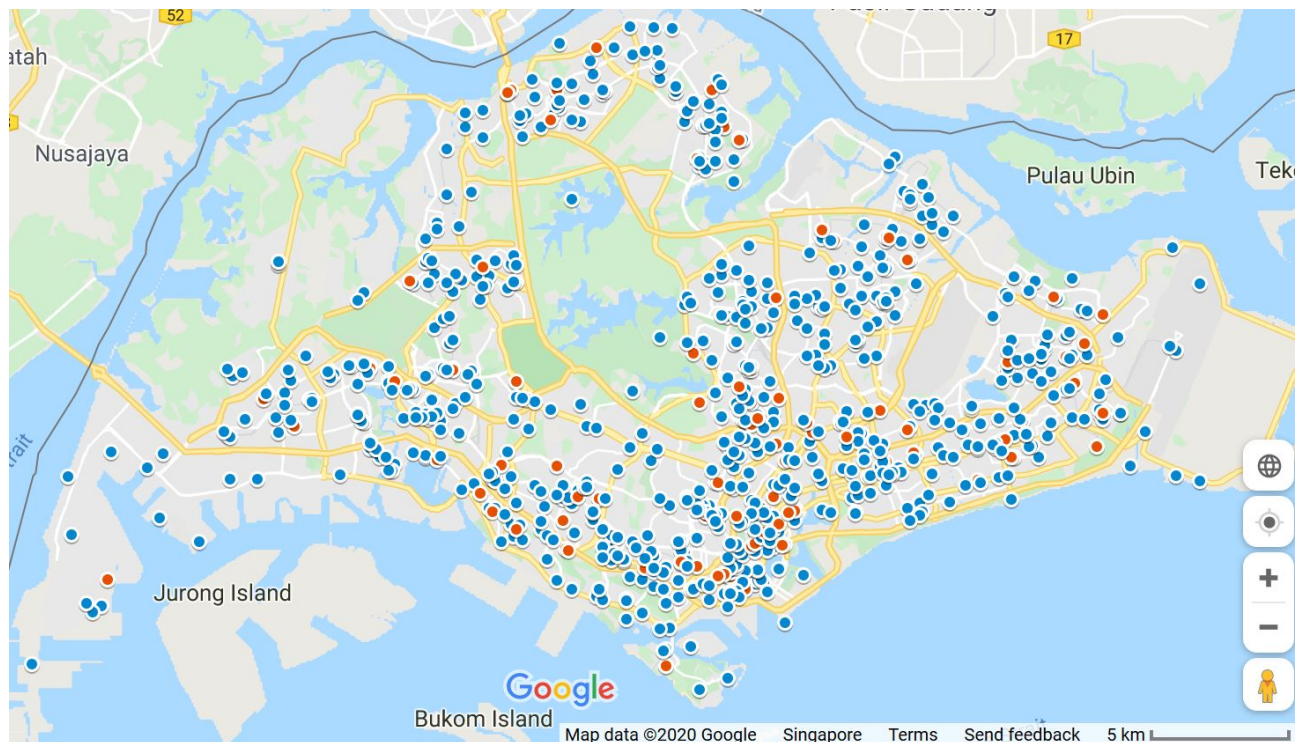 52
17
atah
Nusajaya
Pulau Ubin
Jurong Island
Google
Bukom Island
Map data ©2020 Google Singapore Terms Send feedback 5 km